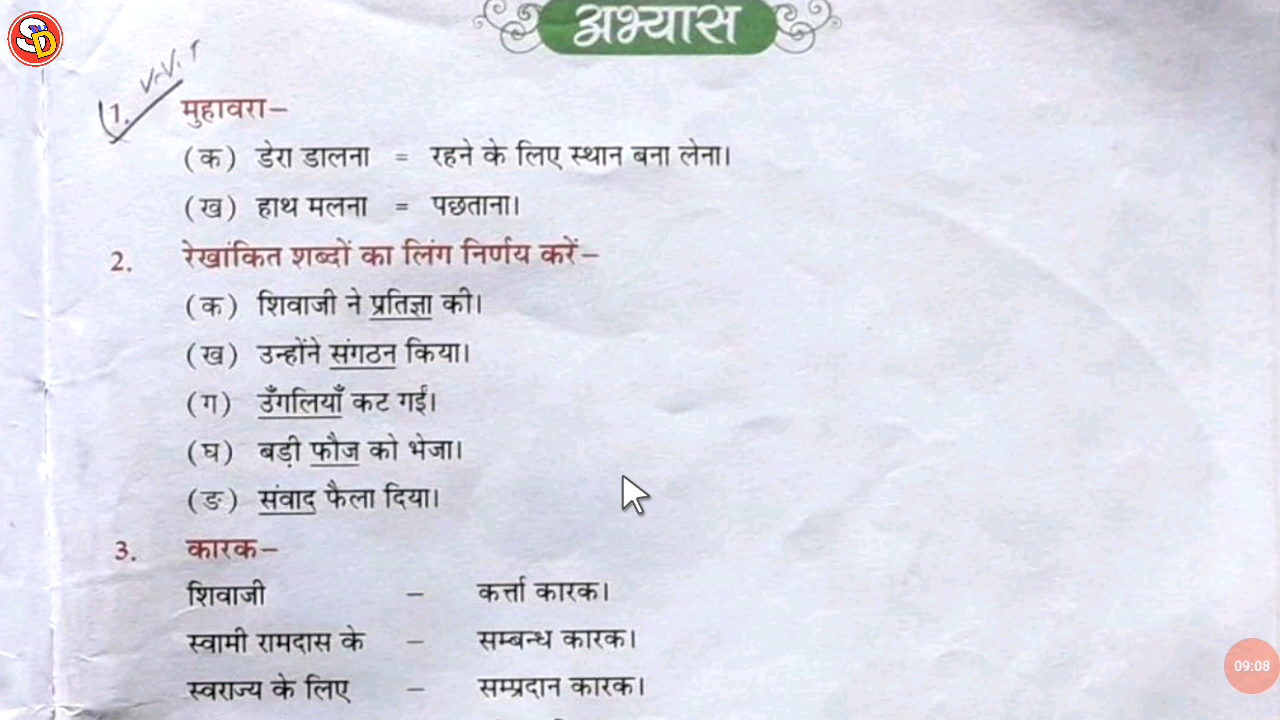 SD
अभ्यास
V.V.1
1. मुहावरा–
(क) डेरा डालना = रहने के लिए स्थान बना लेना।
(ख) हाथ मलना = पछताना।
2. रेखांकित शब्दों का लिंग निर्णय करें–
(क) शिवाजी ने प्रतिज्ञा की।
(ख) उन्होंने संगठन किया।
(ग) उँगलियाँ कट गईं।
(घ) बड़ी फौज को भेजा।
(ङ) संवाद फैला दिया।
3. कारक–
शिवाजी – कर्त्ता कारक।
स्वामी रामदास के – सम्बन्ध कारक।
स्वराज्य के लिए – सम्प्रदान कारक।
09:08